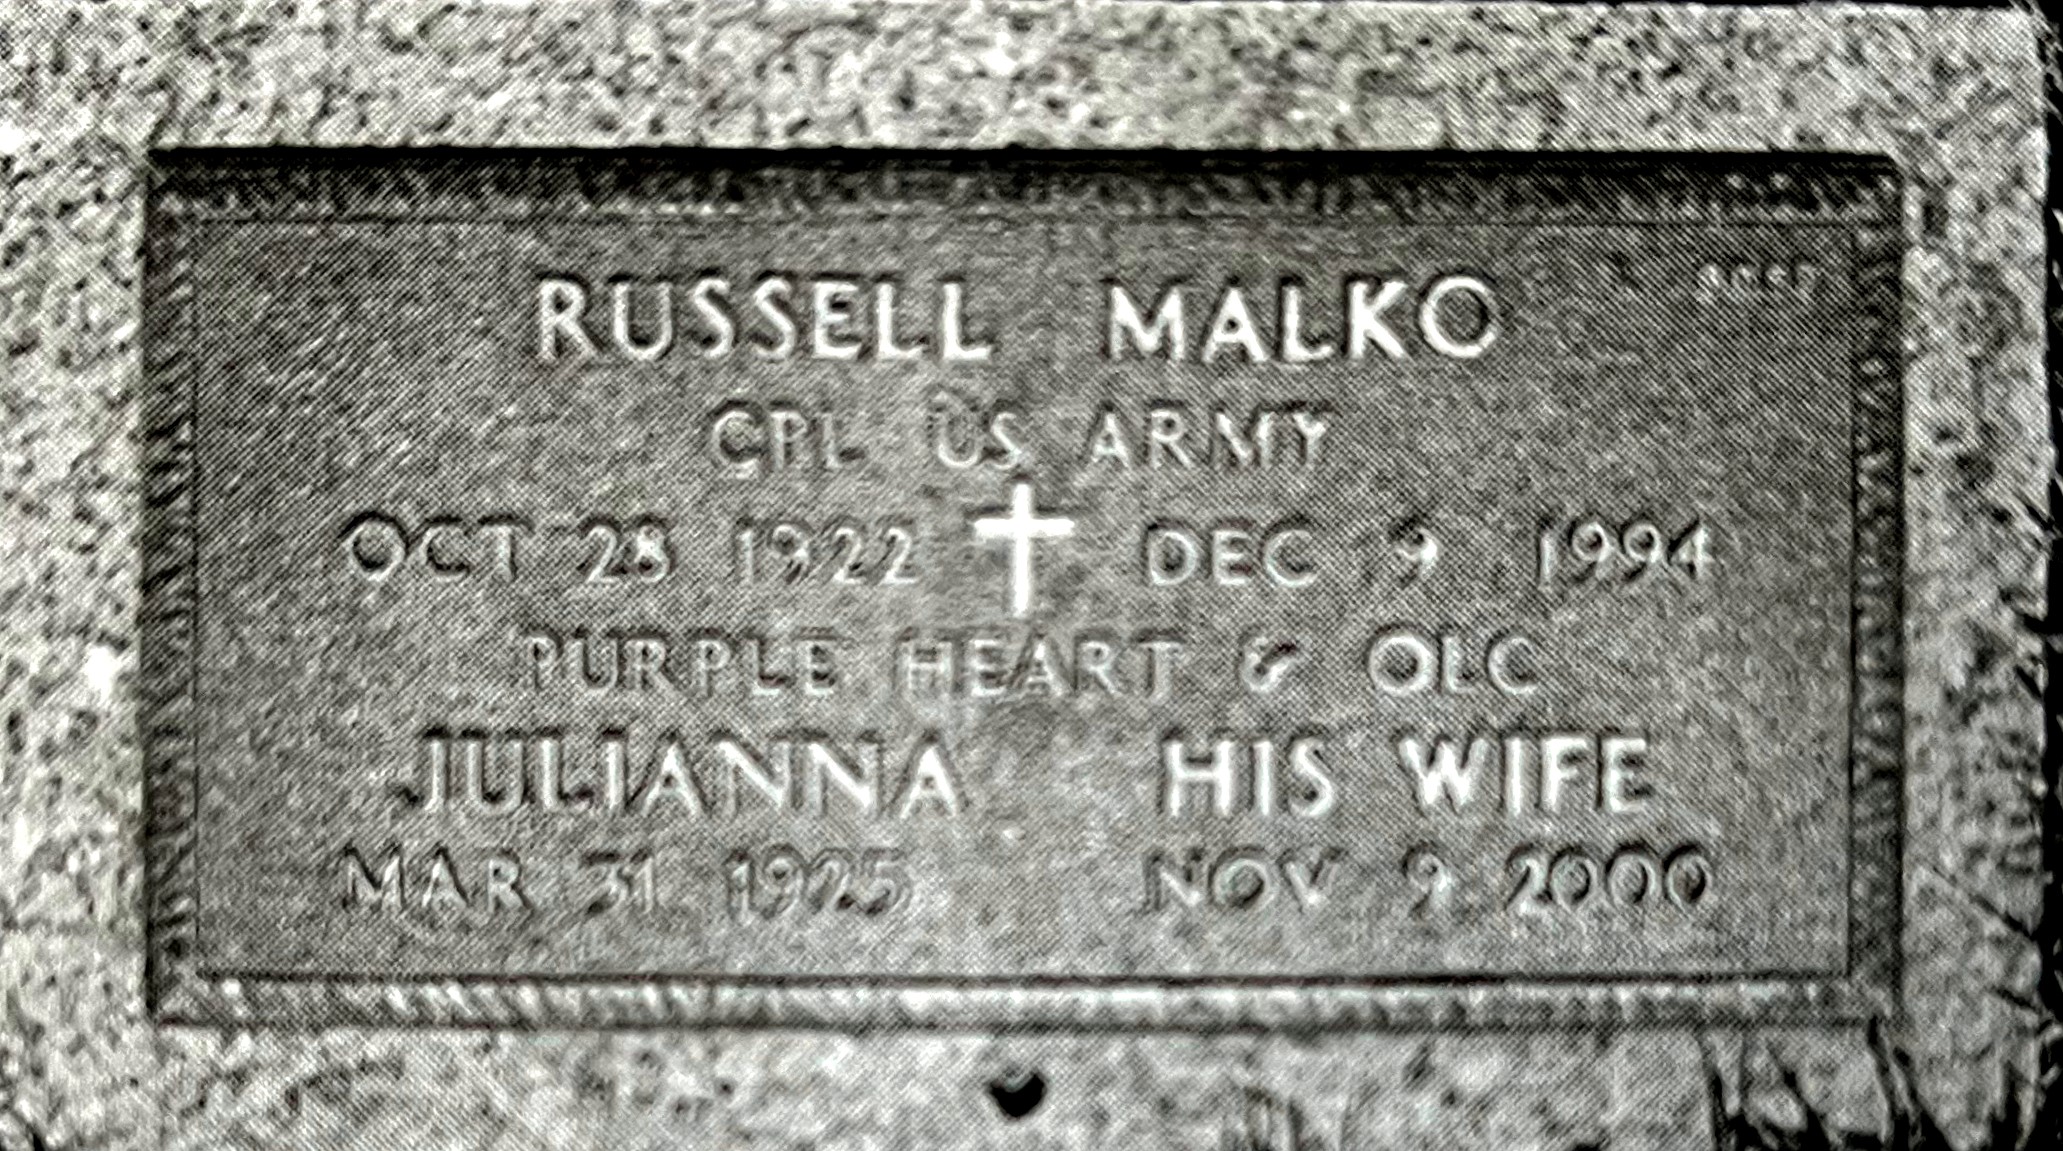 RUSSELL MALKO
CPL US ARMY
OCT 28 1922 ✝ DEC 9 1994
PURPLE HEART & OLC
JULIANNA HIS WIFE
MAR 31 1925 NOV 9 2000